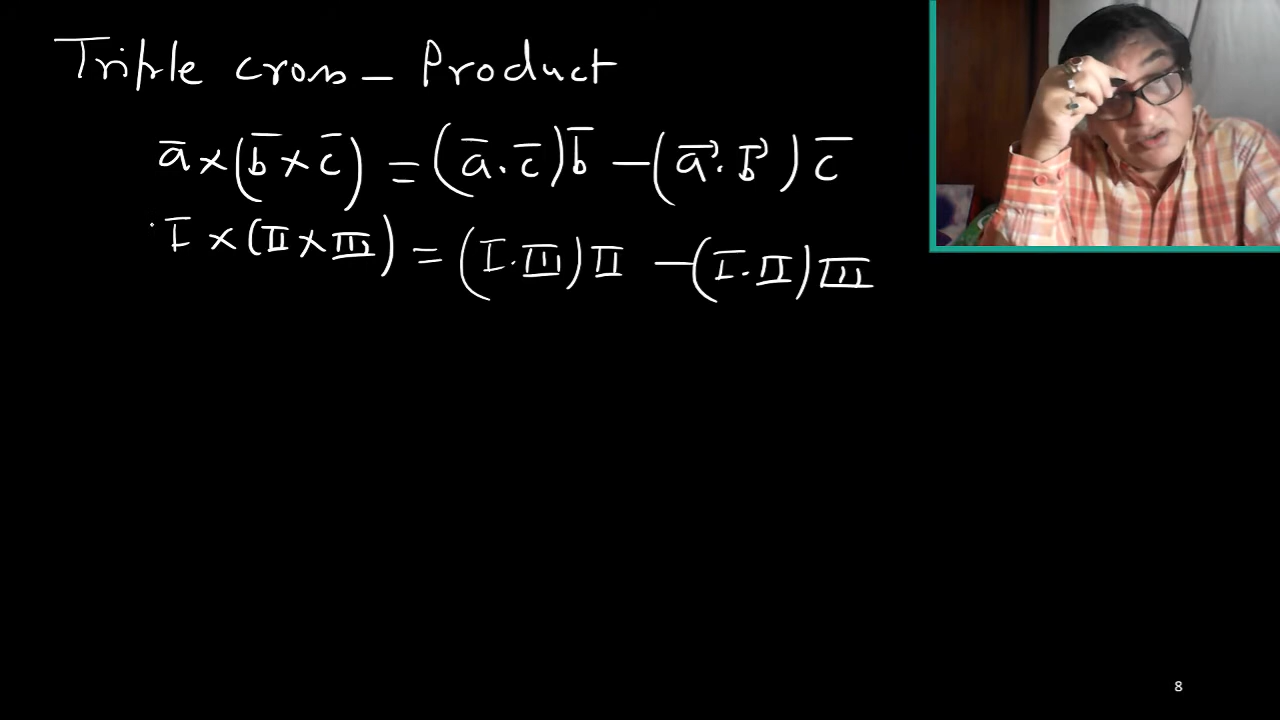 Triple cross - Product
a̅ × (b̅ × c̅) = (a̅ . c̅) b̅ − (a⃗ . b⃗) c̅
I × (II × III) = (I . III) II − (I . II) III
8